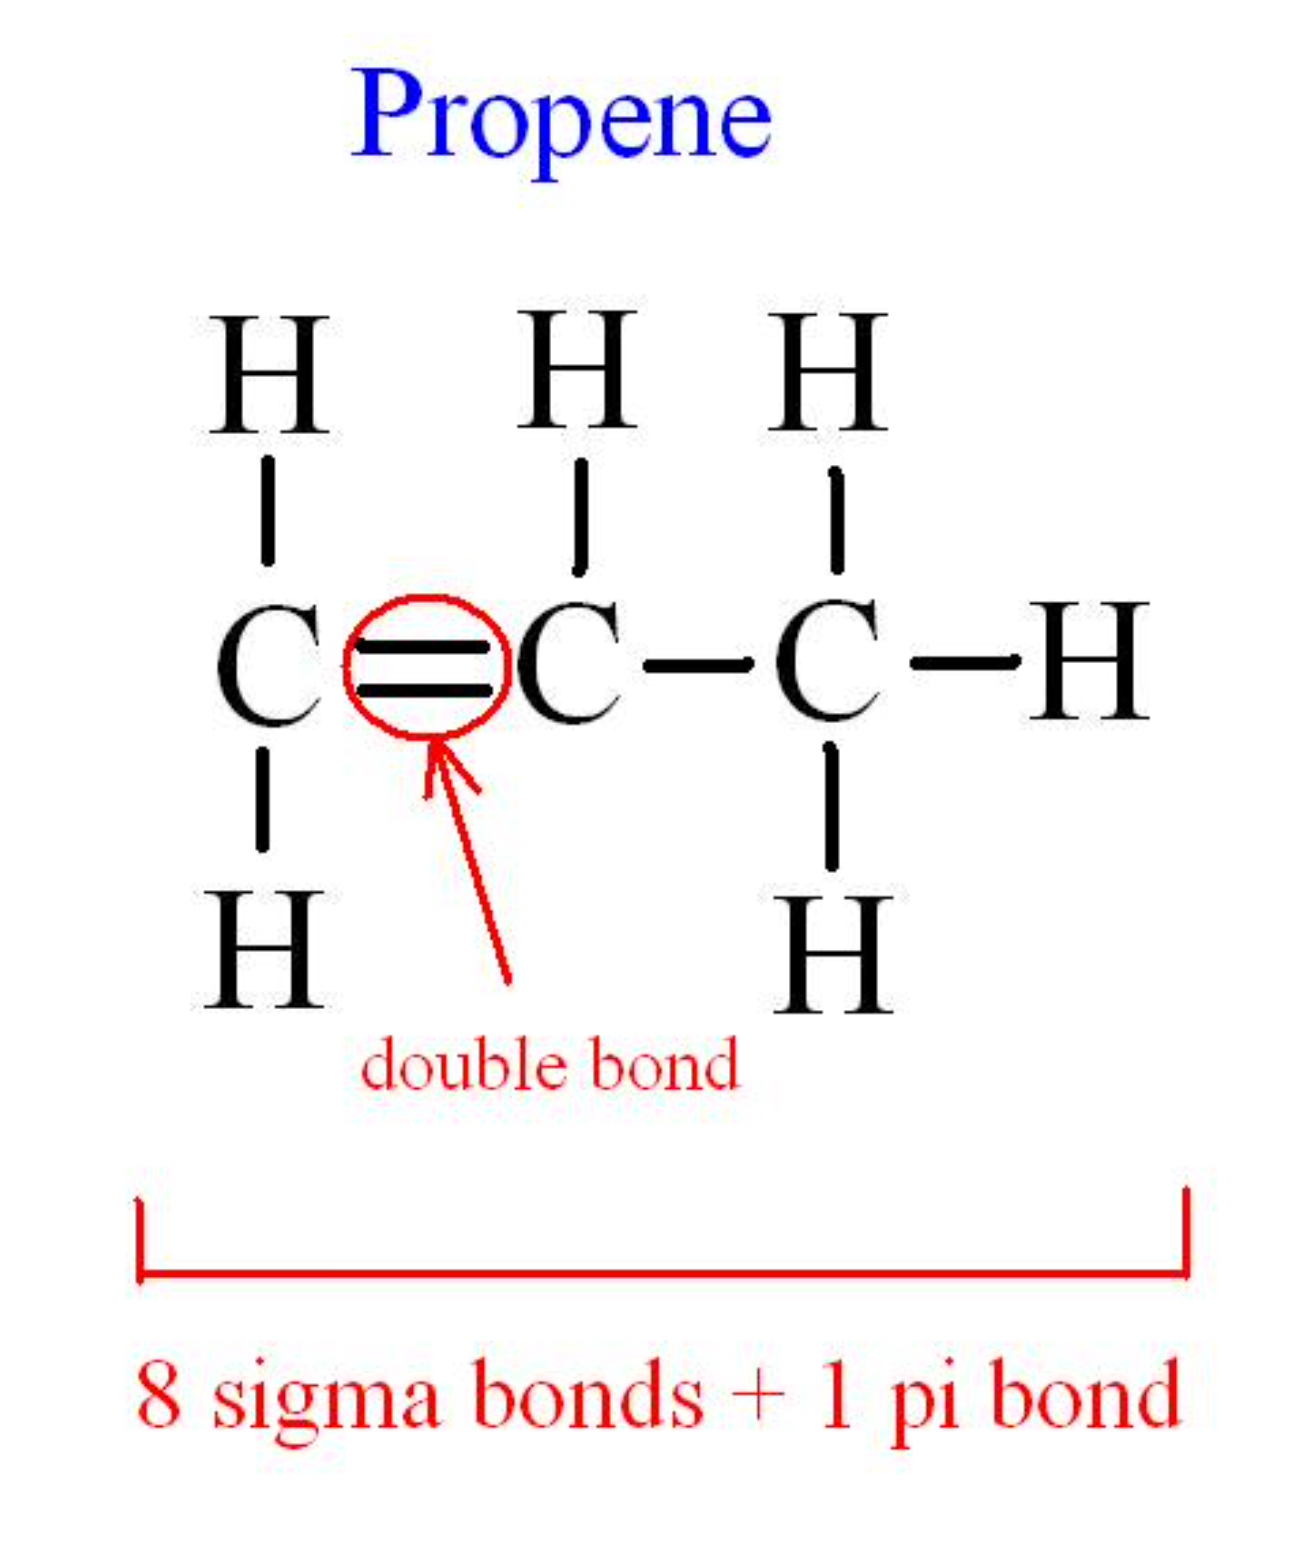 Propene
H H H
C C C H
H H
double bond
8 sigma bonds + 1 pi bond